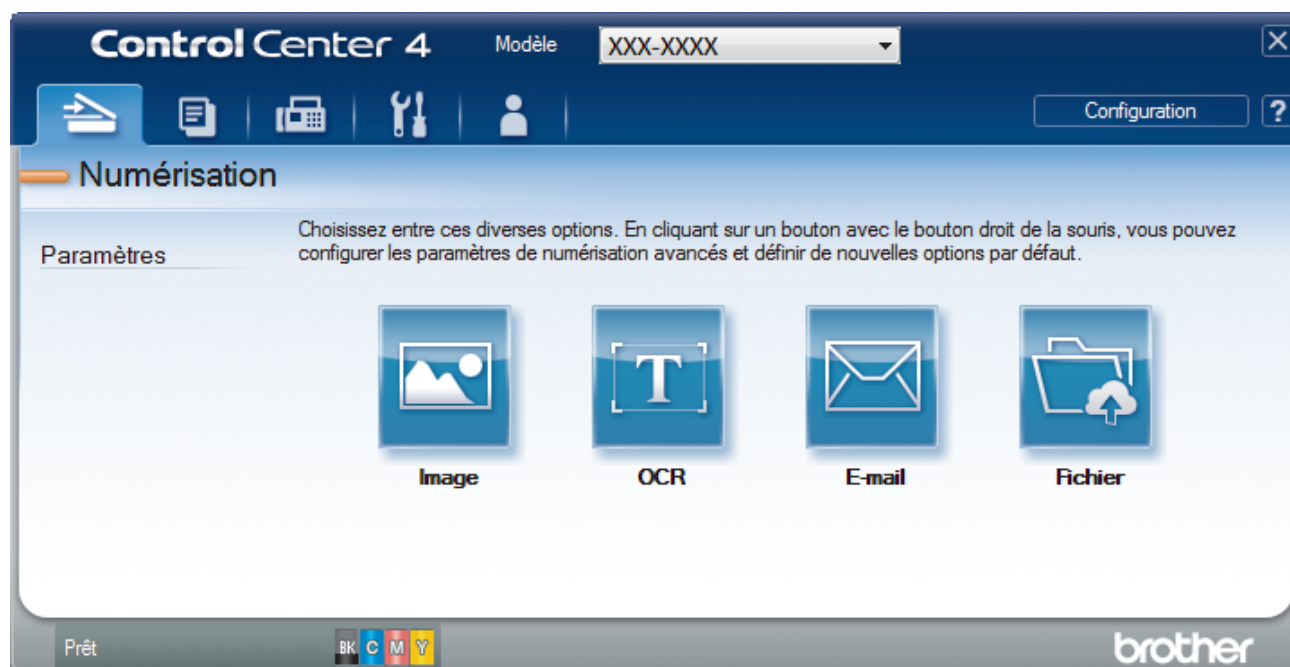 Control Center 4 Modèle XXX-XXXX
Configuration ?
Numérisation
Paramètres
Choisissez entre ces diverses options. En cliquant sur un bouton avec le bouton droit de la souris, vous pouvez
configurer les paramètres de numérisation avancés et définir de nouvelles options par défaut.
T
Image OCR E-mail Fichier
Prêt BK C M Y brother